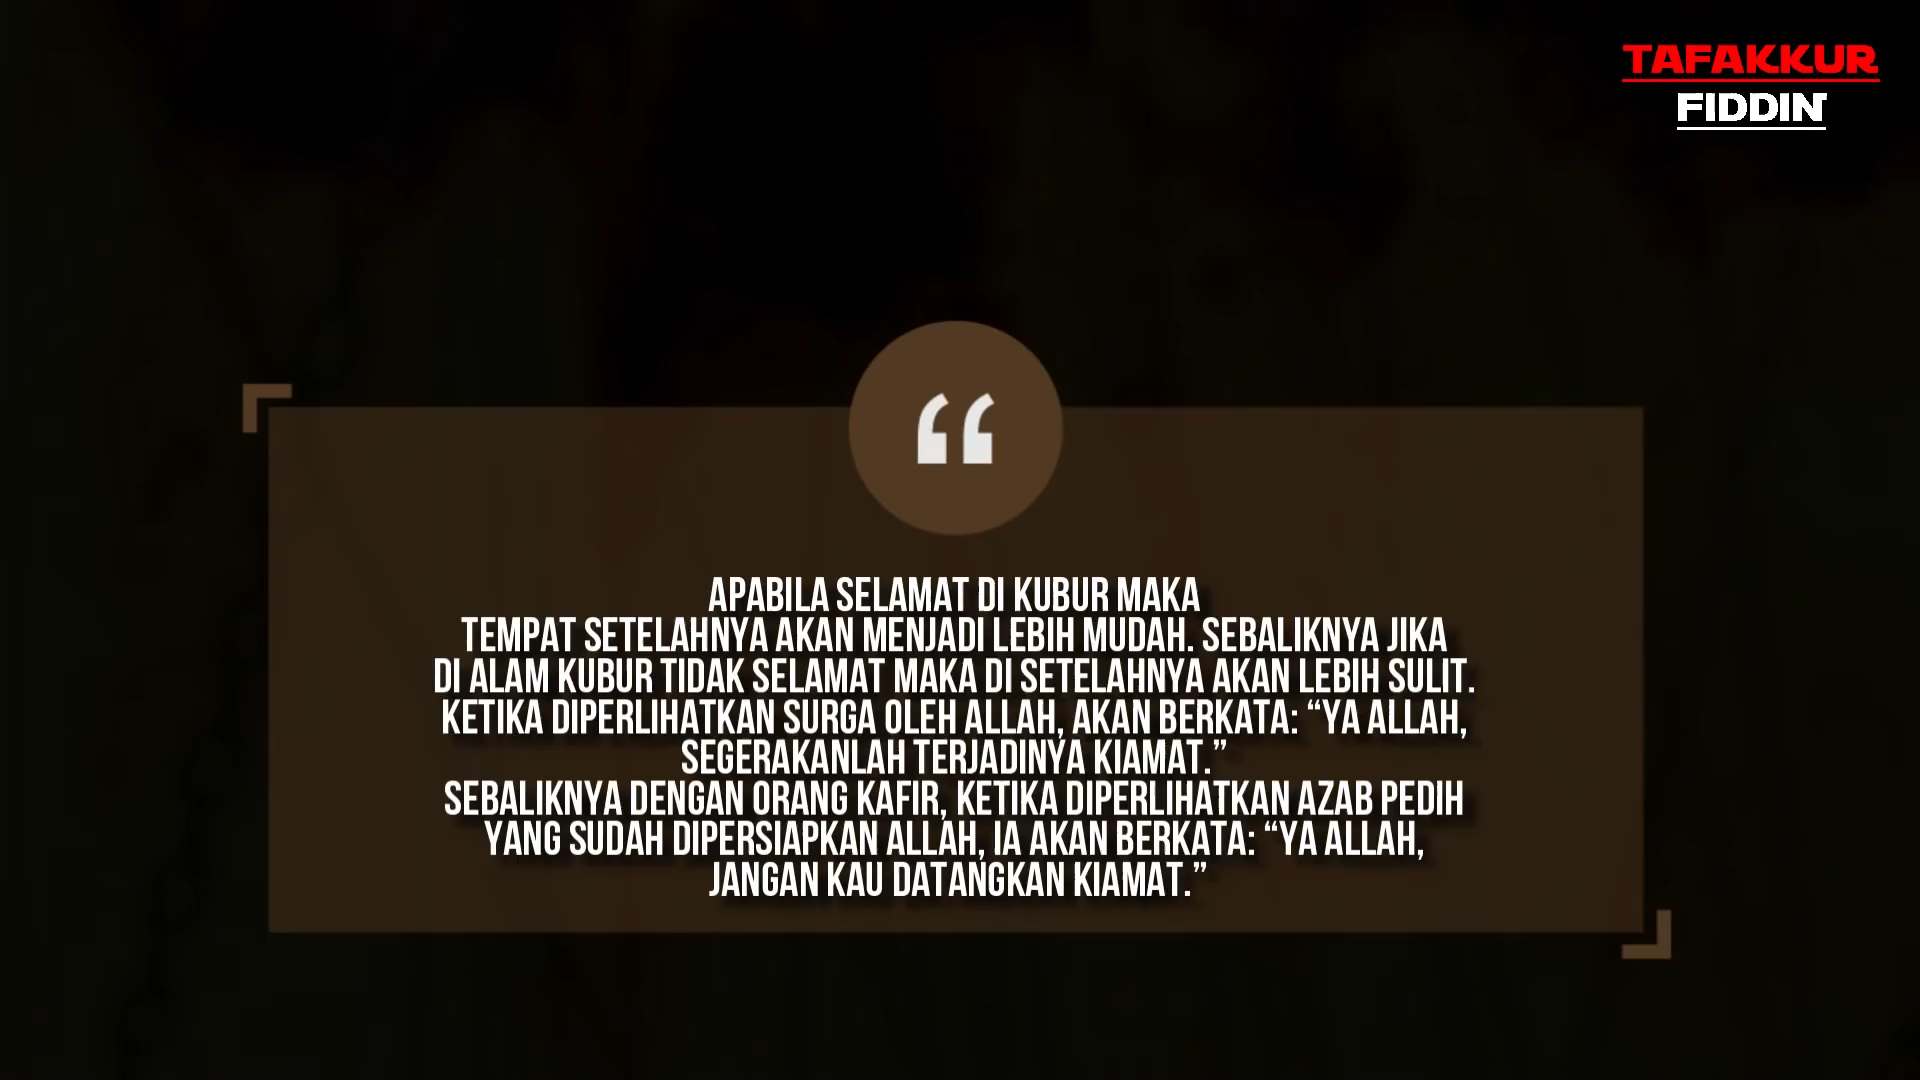 TAFAKKUR
FIDDIN
“
APABILA SELAMAT DI KUBUR MAKA
TEMPAT SETELAHNYA AKAN MENJADI LEBIH MUDAH. SEBALIKNYA JIKA
DI ALAM KUBUR TIDAK SELAMAT MAKA DI SETELAHNYA AKAN LEBIH SULIT.
KETIKA DIPERLIHATKAN SURGA OLEH ALLAH, AKAN BERKATA: “YA ALLAH,
SEGERAKANLAH TERJADINYA KIAMAT.”
SEBALIKNYA DENGAN ORANG KAFIR, KETIKA DIPERLIHATKAN AZAB PEDIH
YANG SUDAH DIPERSIAPKAN ALLAH, IA AKAN BERKATA: “YA ALLAH,
JANGAN KAU DATANGKAN KIAMAT.”